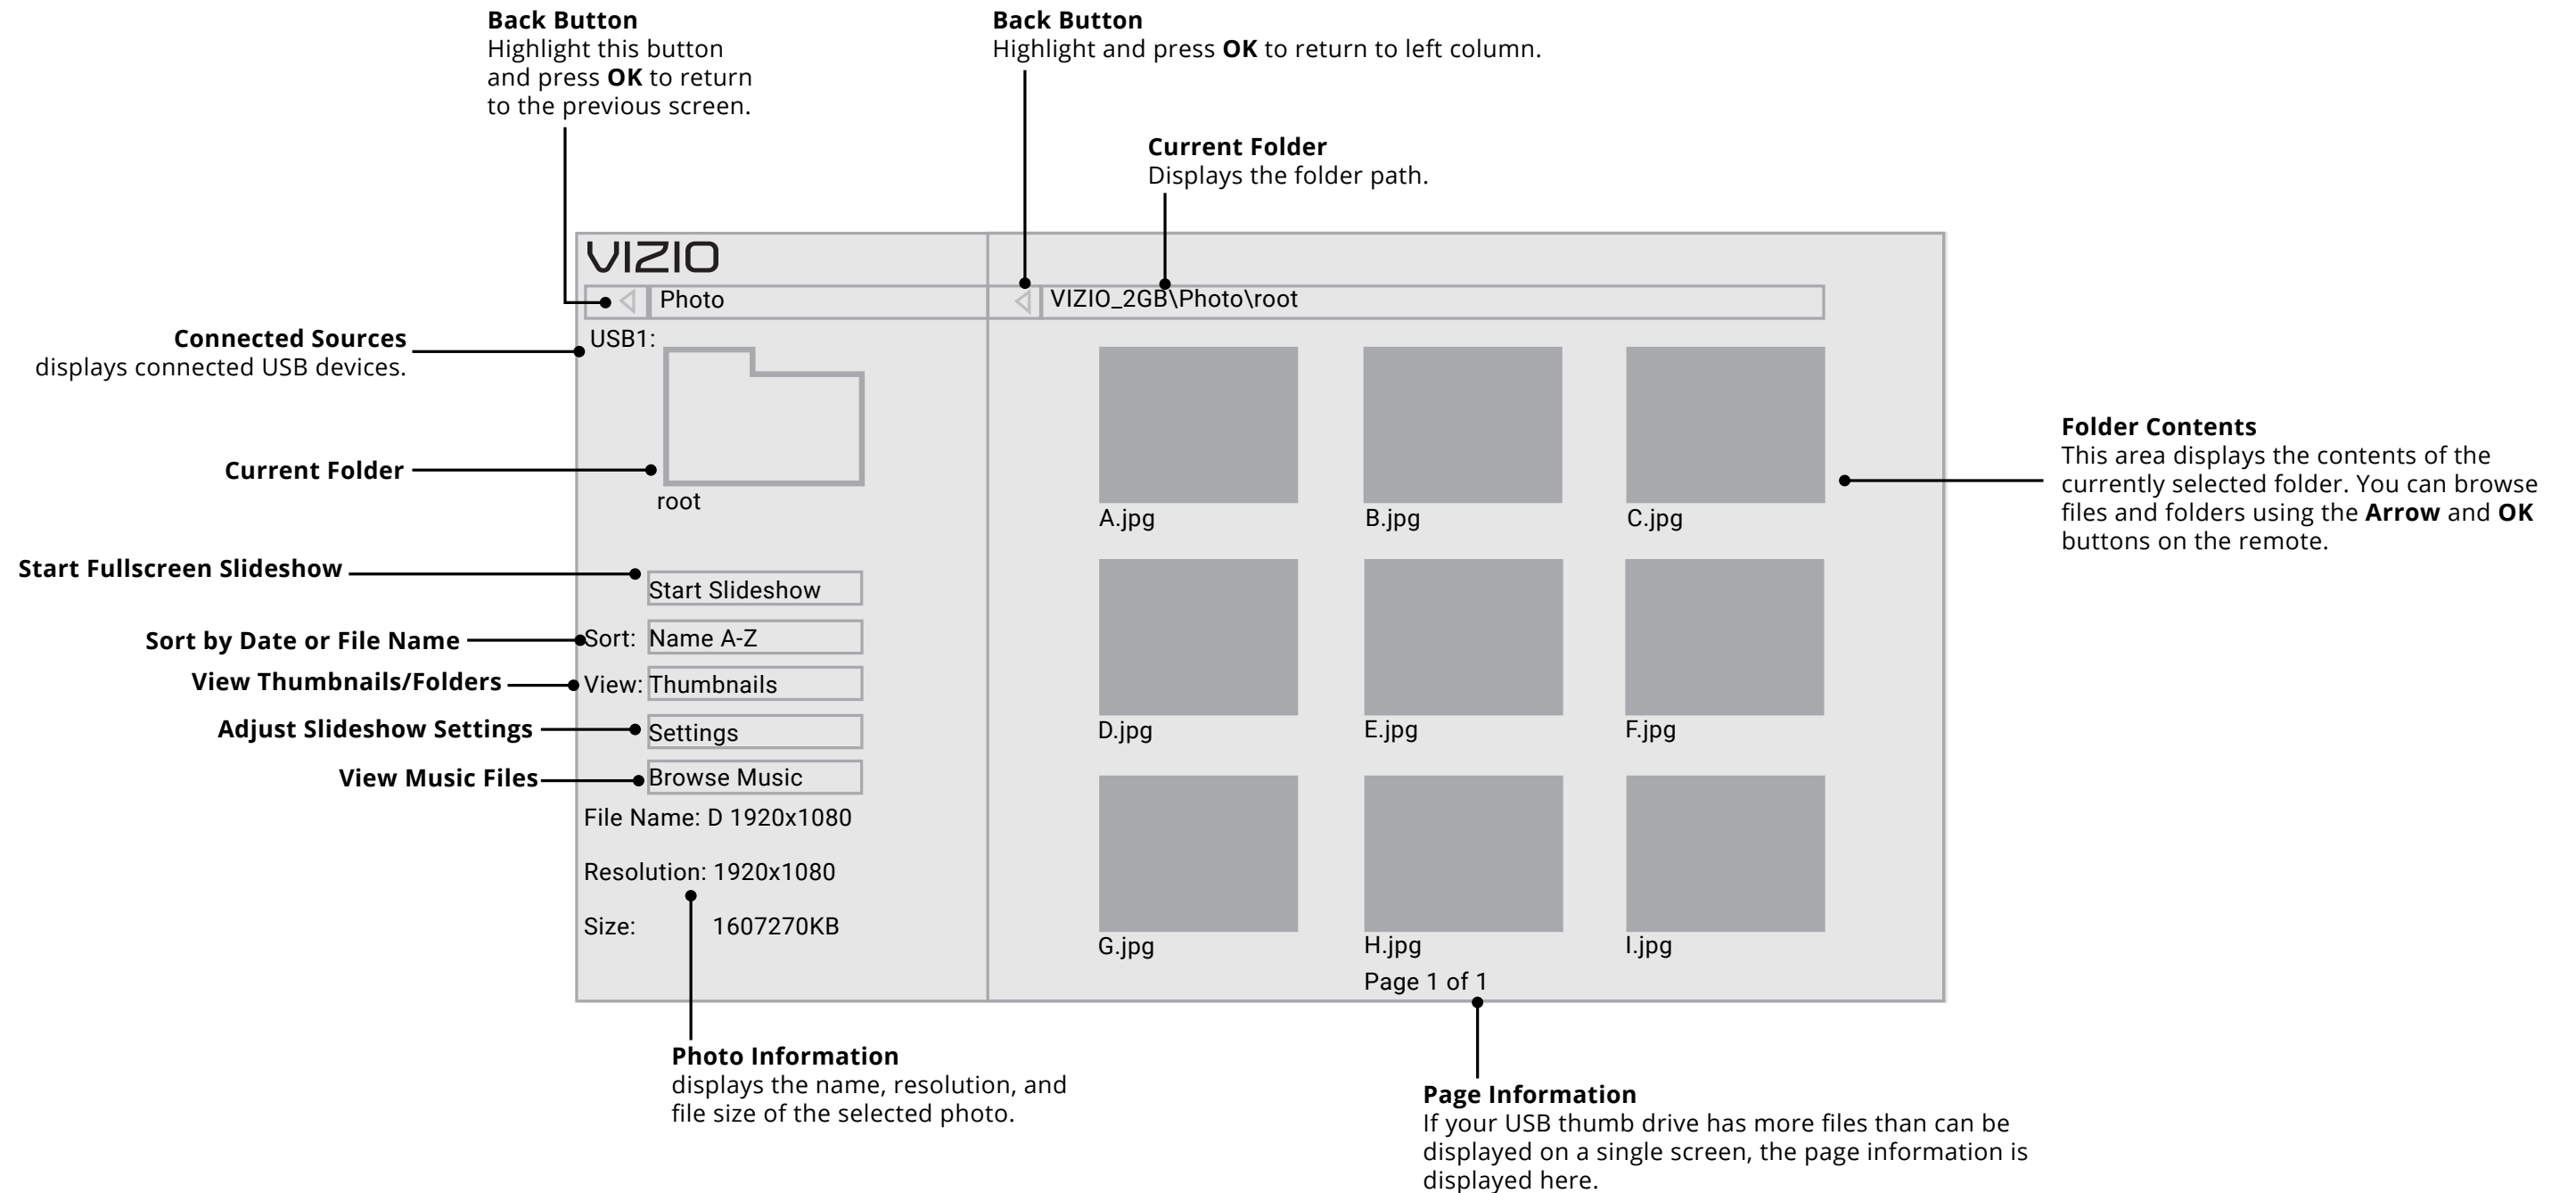 Back Button
Highlight this button
and press OK to return
to the previous screen.
Back Button
Highlight and press OK to return to left column.
Current Folder
Displays the folder path.
VIZIO
Photo
VIZIO_2GB\Photo\root
Connected Sources
displays connected USB devices.
USB1:
Current Folder
root
Start Fullscreen Slideshow
Start Slideshow
Sort by Date or File Name
Sort: Name A-Z
View Thumbnails/Folders
View: Thumbnails
Adjust Slideshow Settings
Settings
View Music Files
Browse Music
File Name: D 1920x1080
Resolution: 1920x1080
Size: 1607270KB
A.jpg B.jpg C.jpg
D.jpg E.jpg F.jpg
G.jpg H.jpg I.jpg
Page 1 of 1
Folder Contents
This area displays the contents of the
currently selected folder. You can browse
files and folders using the Arrow and OK
buttons on the remote.
Photo Information
displays the name, resolution, and
file size of the selected photo.
Page Information
If your USB thumb drive has more files than can be
displayed on a single screen, the page information is
displayed here.